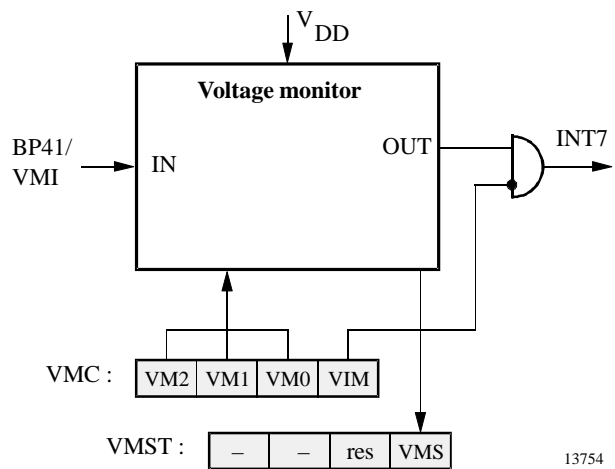 V DD
Voltage monitor
BP41/
VMI
IN
OUT
INT7
VMC : VM2 VM1 VM0 VIM
VMST : – – res VMS
13754